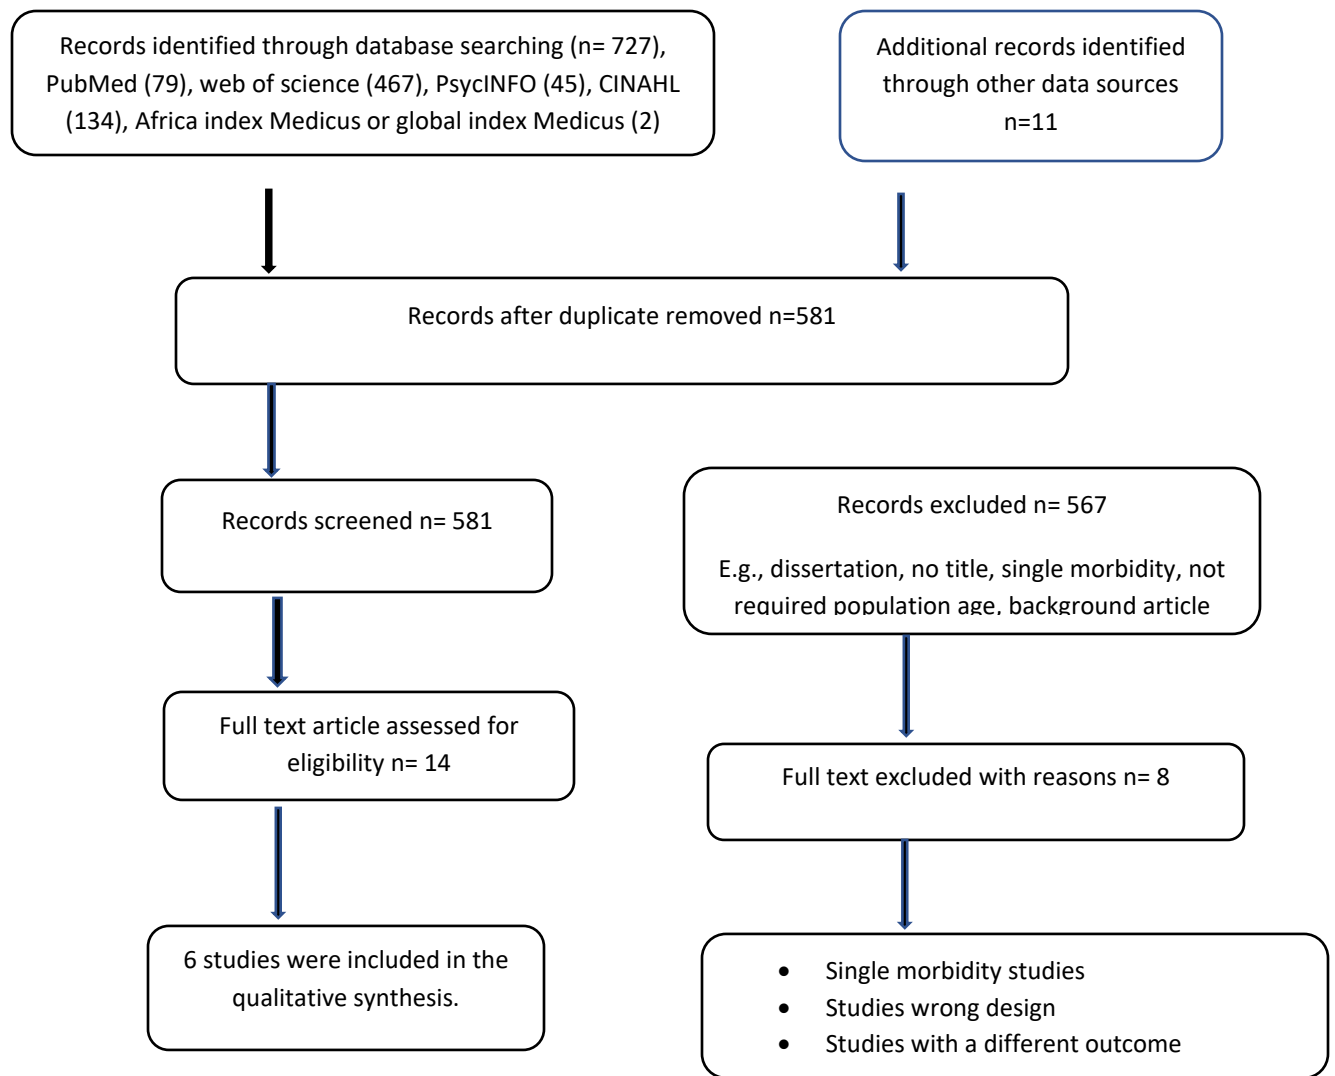 Records identified through database searching (n= 727),
PubMed (79), web of science (467), PsycINFO (45), CINAHL
(134), Africa index Medicus or global index Medicus (2)
Additional records identified
through other data sources
n=11
Records after duplicate removed n=581
Records screened n= 581
Records excluded n= 567
E.g., dissertation, no title, single morbidity, not
required population age, background article
Full text article assessed for
eligibility n= 14
Full text excluded with reasons n= 8
6 studies were included in the
qualitative synthesis.
• Single morbidity studies
• Studies wrong design
• Studies with a different outcome